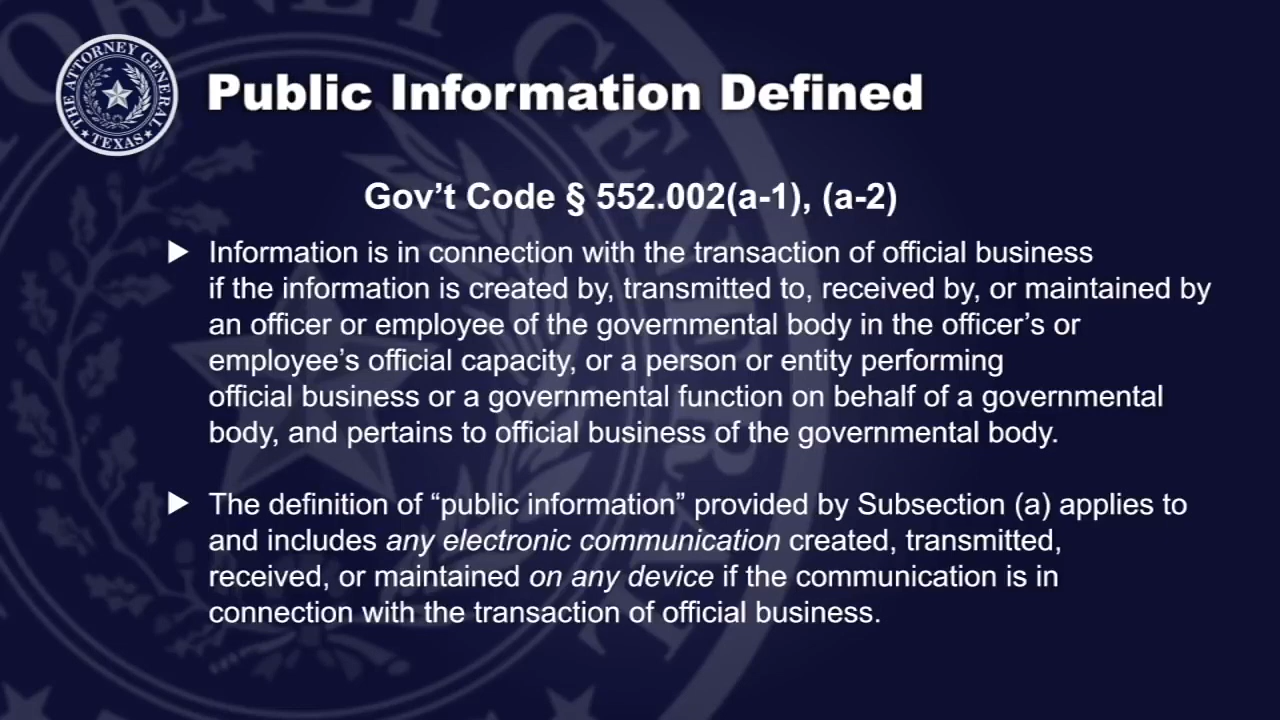 THE ATTORNEY GENERAL
TEXAS
Public Information Defined
Gov’t Code § 552.002(a-1), (a-2)
Information is in connection with the transaction of official business
if the information is created by, transmitted to, received by, or maintained by
an officer or employee of the governmental body in the officer’s or
employee’s official capacity, or a person or entity performing
official business or a governmental function on behalf of a governmental
body, and pertains to official business of the governmental body.
The definition of “public information” provided by Subsection (a) applies to
and includes any electronic communication created, transmitted,
received, or maintained on any device if the communication is in
connection with the transaction of official business.